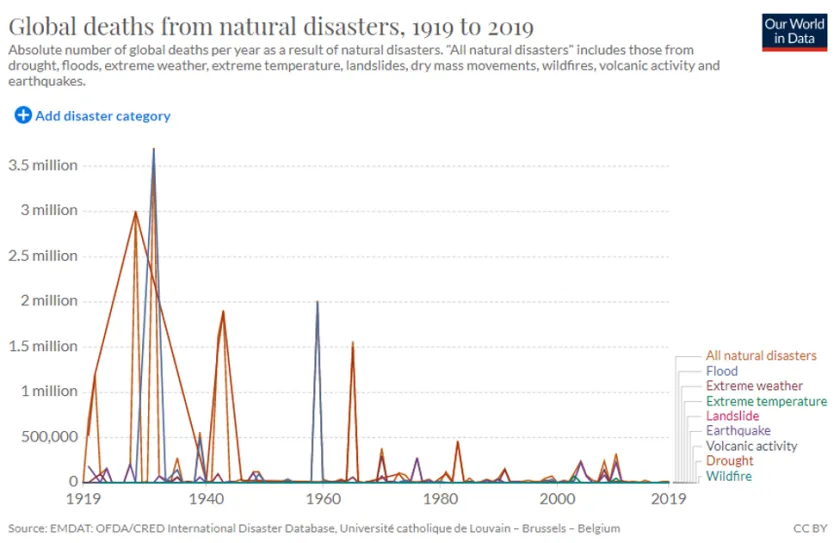 Global deaths from natural disasters, 1919 to 2019
Our World
in Data
Absolute number of global deaths per year as a result of natural disasters. "All natural disasters" includes those from
drought, floods, extreme weather, extreme temperature, landslides, dry mass movements, wildfires, volcanic activity and
earthquakes.
+ Add disaster category
3.5 million
3 million
2.5 million
2 million
1.5 million
1 million
500,000
0
1919
1940
1960
1980
2000
2019
All natural disasters
Flood
Extreme weather
Extreme temperature
Landslide
Earthquake
Volcanic activity
Drought
Wildfire
Source: EMDAT: OFDA/CRED International Disaster Database, Université catholique de Louvain – Brussels – Belgium
CC BY